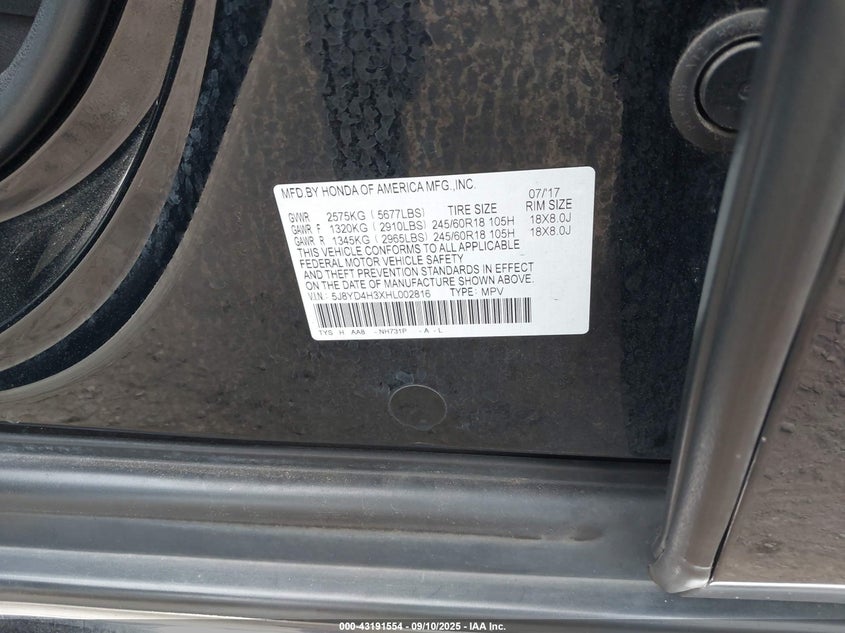 MFD.BY HONDA OF AMERICA MFG.,INC. 07/'17
GVWR 2575KG (5677LBS) TIRE SIZE RIM SIZE
GAWR F 1320KG (2910LBS) 245/60R18 105H 18X8.0J
GAWR R 1345KG (2965LBS) 245/60R18 105H 18X8.0J
THIS VEHICLE CONFORMS TO ALL APPLICABLE
FEDERAL MOTOR VEHICLE SAFETY
AND THEFT PREVENTION STANDARDS IN EFFECT
ON THE DATE OF MANUFACTURE SHOWN ABOVE.
V.I.N.: 5J8YD4H3XHL002816 TYPE: MPV
TYS H AA8 - NH731P - A - L
000-43191554 - 09/10/2025 - IAA Inc.